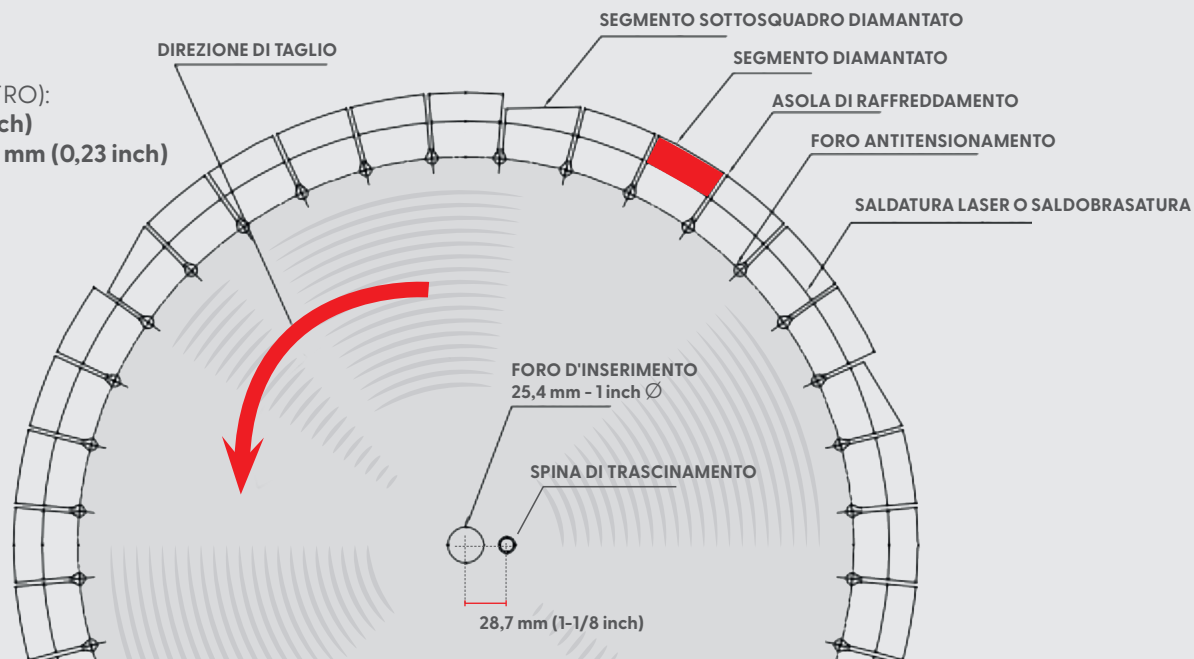 SEGMENTO SOTTOSQUADRO DIAMANTATO
DIREZIONE DI TAGLIO
SEGMENTO DIAMANTATO
TRO):
ch)
mm (0,23 inch)
ASOLA DI RAFFREDDAMENTO
FORO ANTITENSIONAMENTO
SALDATURA LASER O SALDOBRASATURA
FORO D'INSERIMENTO
25,4 mm - 1 inch Ø
SPINA DI TRASCINAMENTO
28,7 mm (1-1/8 inch)